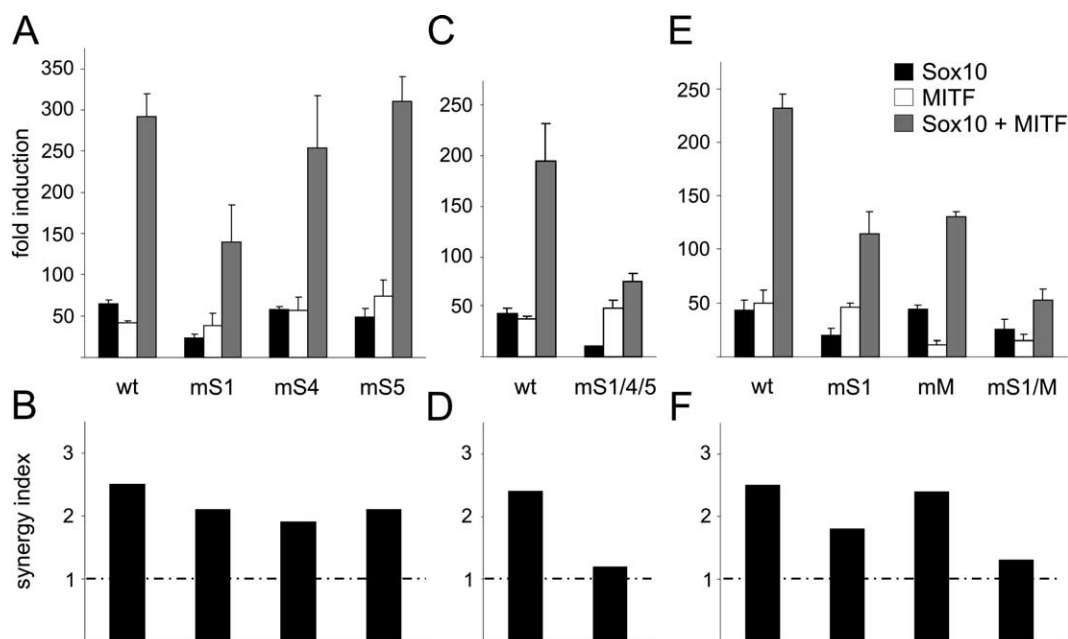 A
C
E
Sox10
MITF
Sox10 + MITF
fold induction
350
300
250
200
150
100
50
wt
mS1
mS4
mS5
250
200
150
100
50
wt
mS1/4/5
250
200
150
100
50
wt
mS1
mM
mS1/M
B
D
F
synergy index
3
2
1
3
2
1
3
2
1